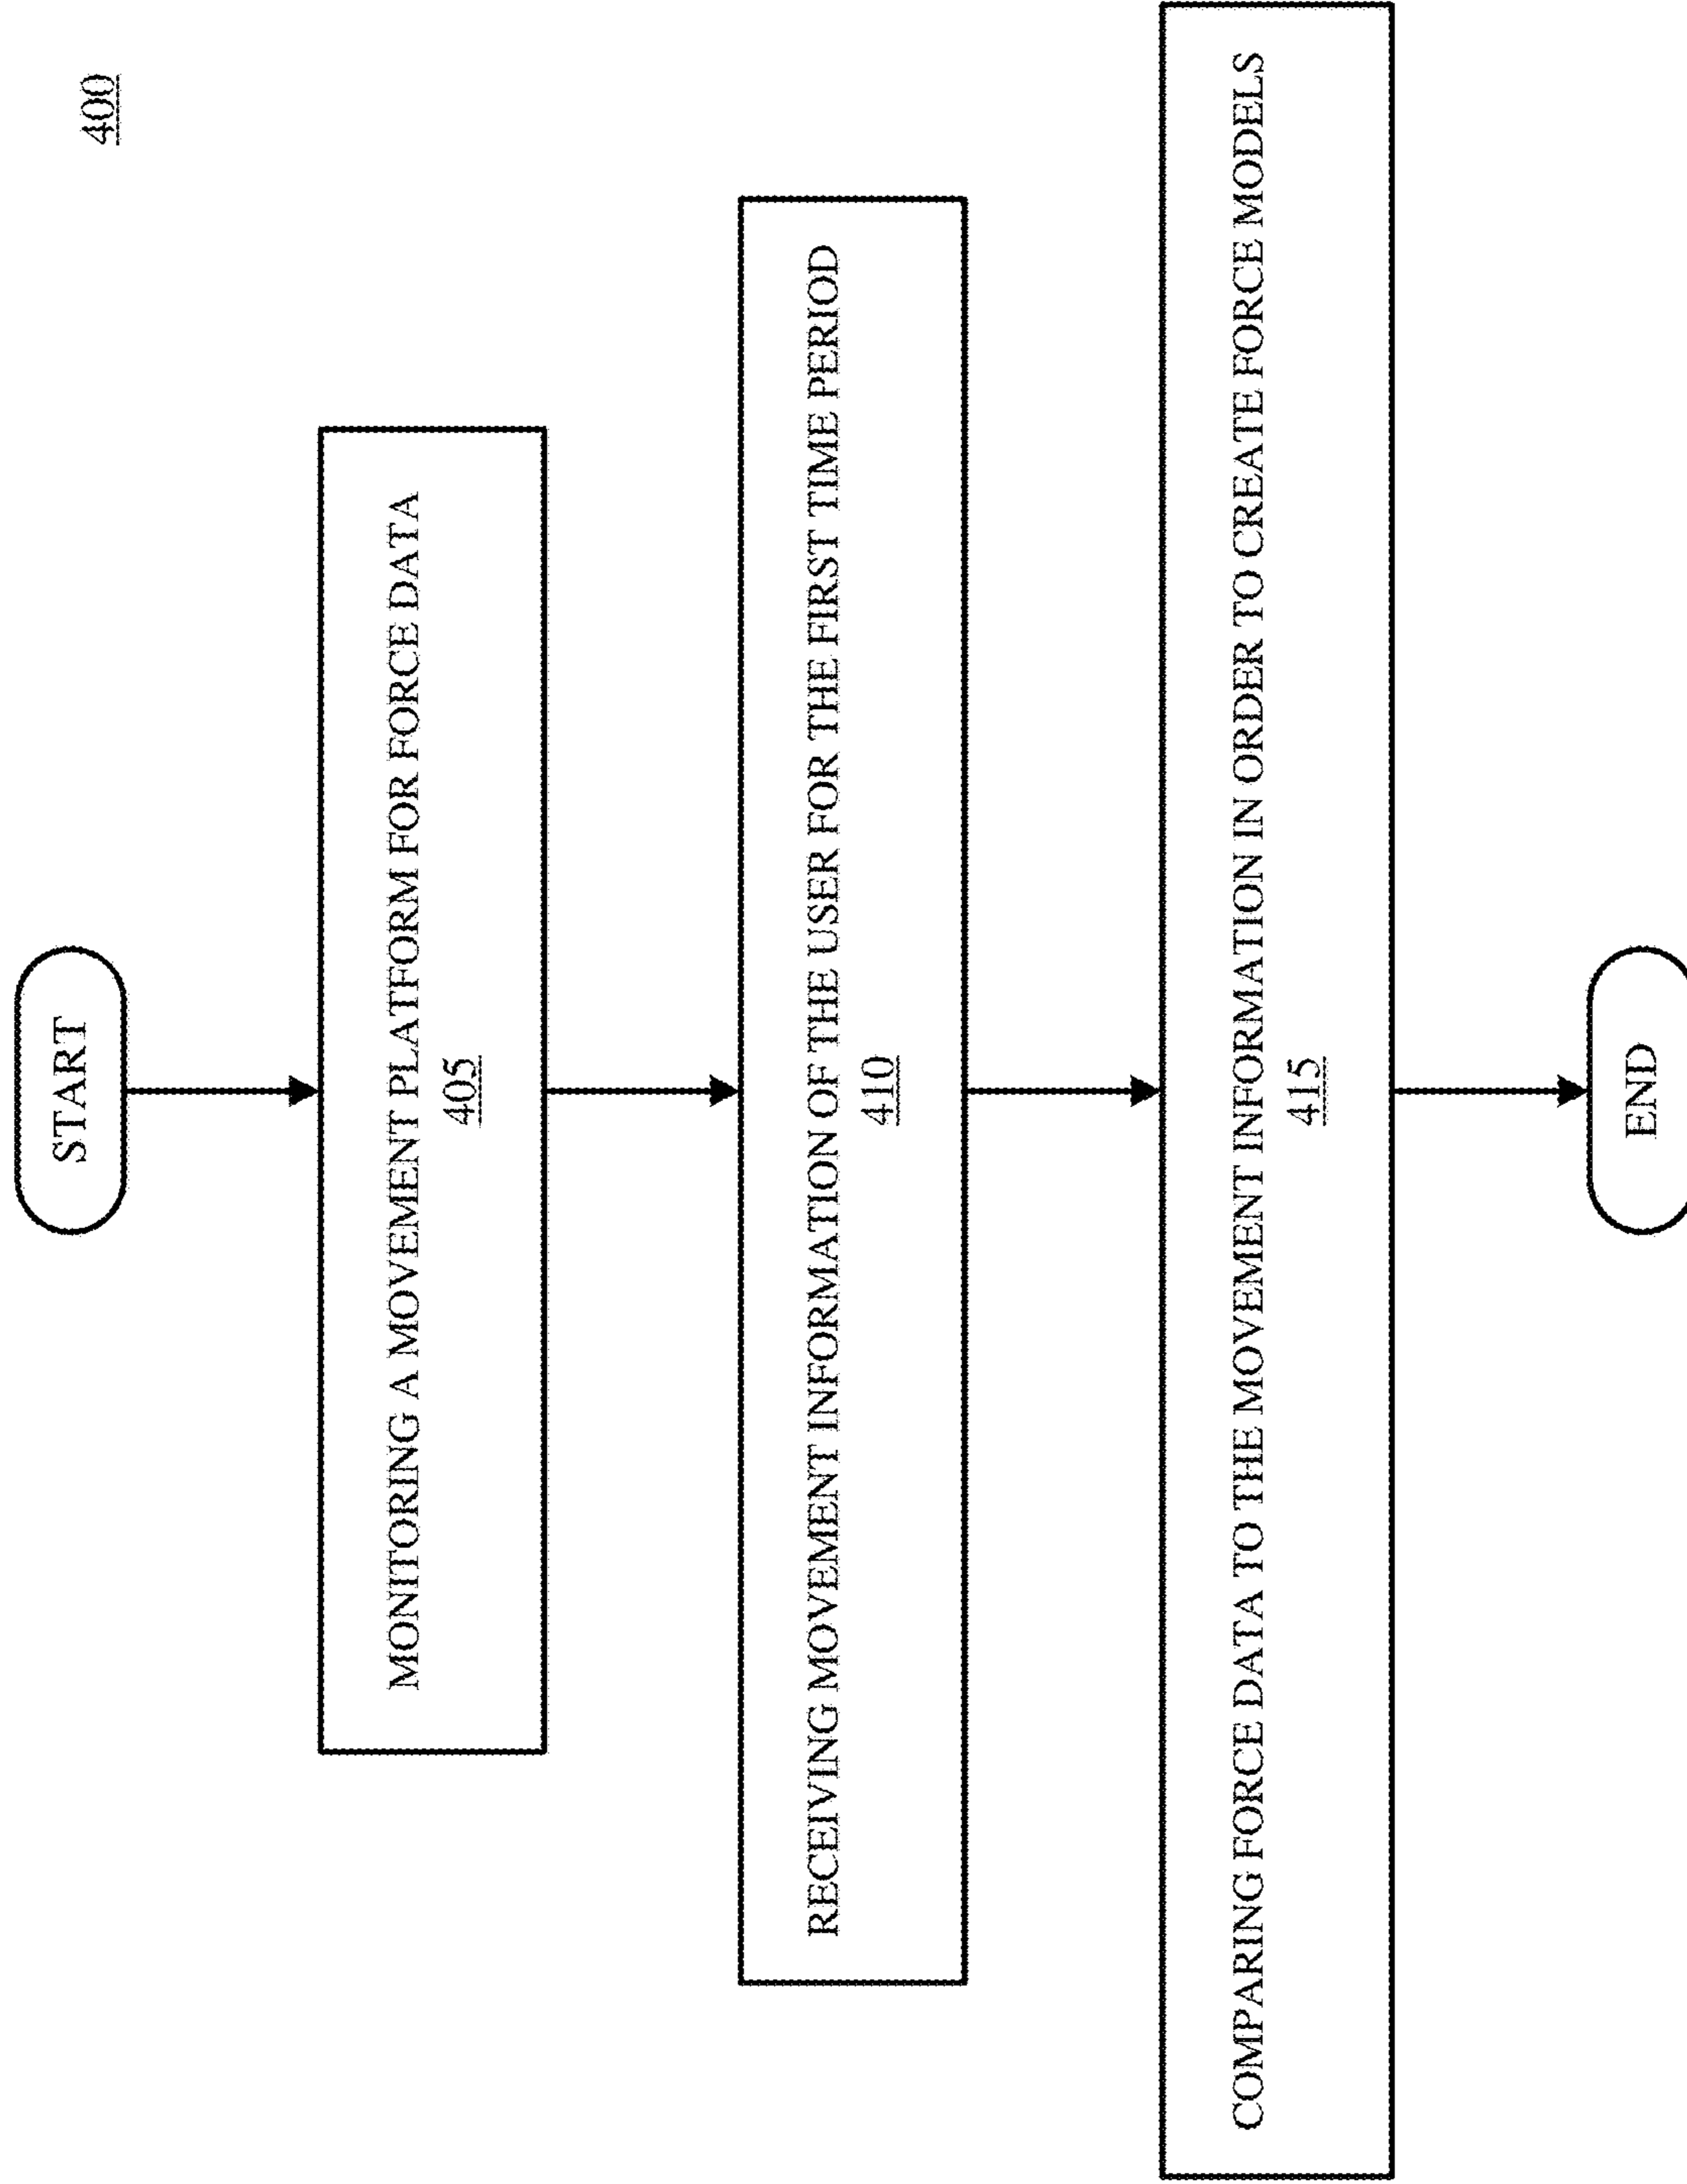 400
START
MONITORING A MOVEMENT PLATFORM FOR FORCE DATA
405
RECEIVING MOVEMENT INFORMATION OF THE USER FOR THE FIRST TIME PERIOD
410
COMPARING FORCE DATA TO THE MOVEMENT INFORMATION IN ORDER TO CREATE FORCE MODELS
415
END